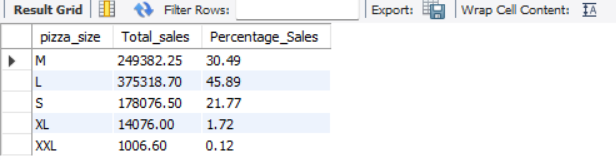 Result Grid Filter Rows: Export: Wrap Cell Content: IA
pizza_size Total_sales Percentage_Sales
M 249382.25 30.49
L 375318.70 45.89
S 178076.50 21.77
XL 14076.00 1.72
XXL 1006.60 0.12